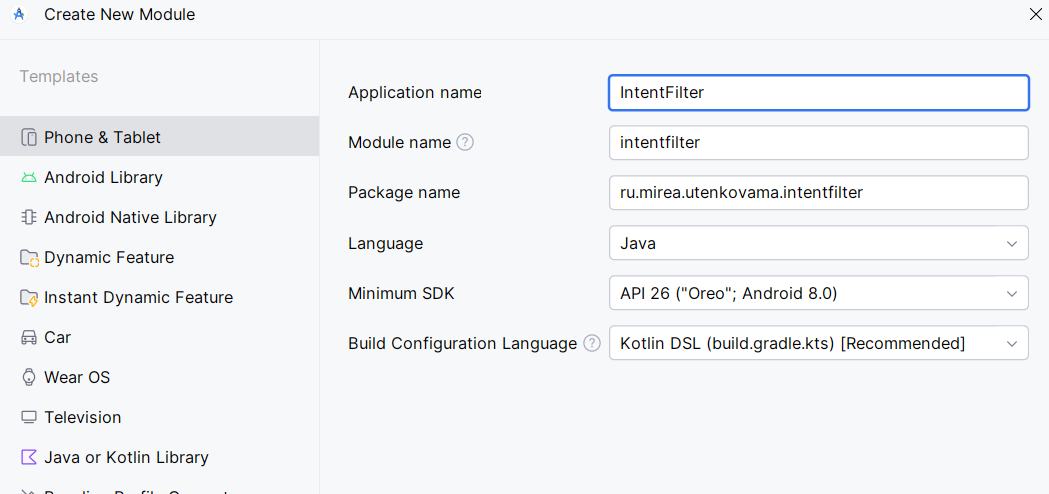 Create New Module
Templates
Phone & Tablet
Android Library
Android Native Library
Dynamic Feature
Instant Dynamic Feature
Car
Wear OS
Television
Java or Kotlin Library
Application name
IntentFilter
Module name ?
intentfilter
Package name
ru.mirea.utenkovama.intentfilter
Language
Java
Minimum SDK
API 26 ("Oreo"; Android 8.0)
Build Configuration Language ?
Kotlin DSL (build.gradle.kts) [Recommended]